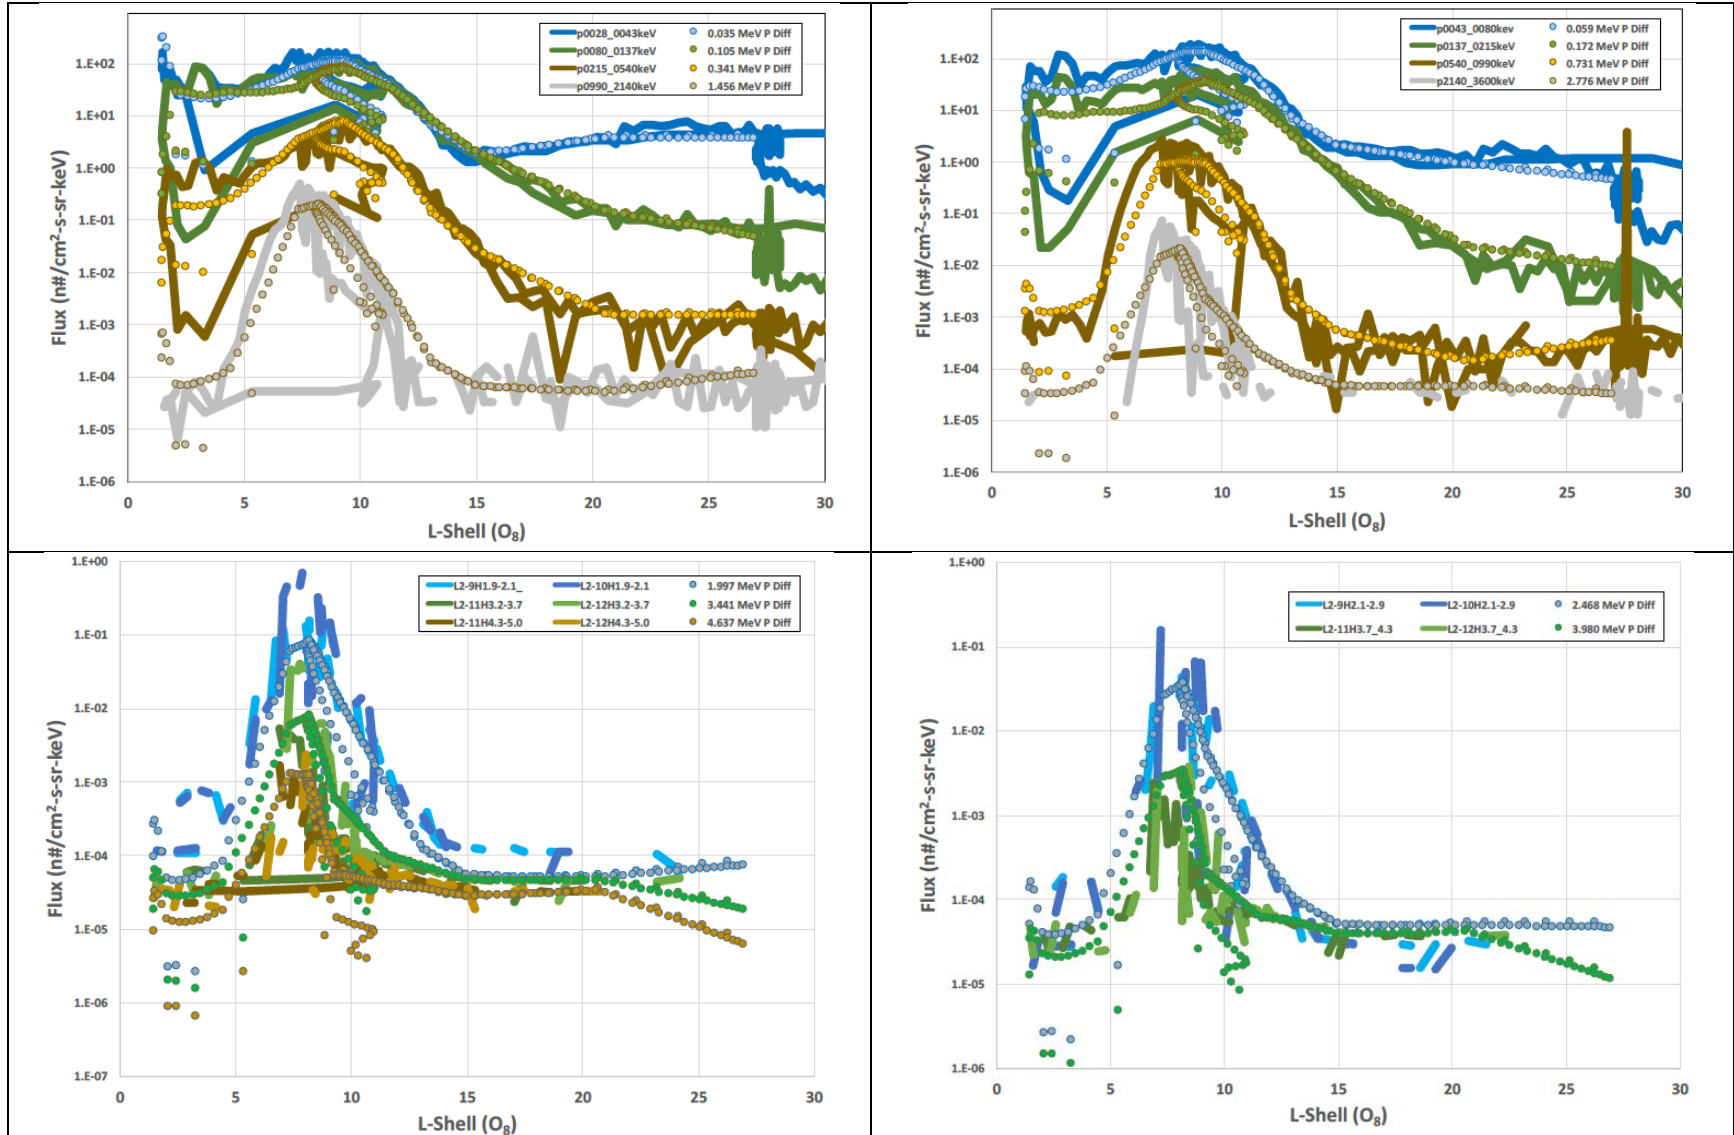 p0028_0043keV 0.035 MeV P Diff
p0080_0137keV 0.105 MeV P Diff
p0215_0540keV 0.341 MeV P Diff
p0990_2140keV 1.456 MeV P Diff
1.E+02
1.E+01
1.E+00
1.E-01
1.E-02
1.E-03
1.E-04
1.E-05
1.E-06
Flux (n#/cm²-s-sr-keV)
0 5 10 15 20 25 30
L-Shell (O₈)
p0043_0080kev 0.059 MeV P Diff
p0137_0215kev 0.172 MeV P Diff
p0540_0990keV 0.731 MeV P Diff
p2140_3600keV 2.776 MeV P Diff
1.E+02
1.E+01
1.E+00
1.E-01
1.E-02
1.E-03
1.E-04
1.E-05
1.E-06
Flux (n#/cm²-s-sr-keV)
0 5 10 15 20 25 30
L-Shell (O₈)
L2-9H1.9-2.1_ L2-10H1.9-2.1 1.997 MeV P Diff
L2-11H3.2-3.7 L2-12H3.2-3.7 3.441 MeV P Diff
L2-11H4.3-5.0 L2-12H4.3-5.0 4.637 MeV P Diff
1.E+00
1.E-01
1.E-02
1.E-03
1.E-04
1.E-05
1.E-06
1.E-07
Flux (n#/cm²-s-sr-keV)
0 5 10 15 20 25 30
L-Shell (O₈)
L2-9H2.1-2.9 L2-10H2.1-2.9 2.468 MeV P Diff
L2-11H3.7_4.3 L2-12H3.7_4.3 3.980 MeV P Diff
1.E+00
1.E-01
1.E-02
1.E-03
1.E-04
1.E-05
1.E-06
Flux (n#/cm²-s-sr-keV)
0 5 10 15 20 25 30
L-Shell (O₈)